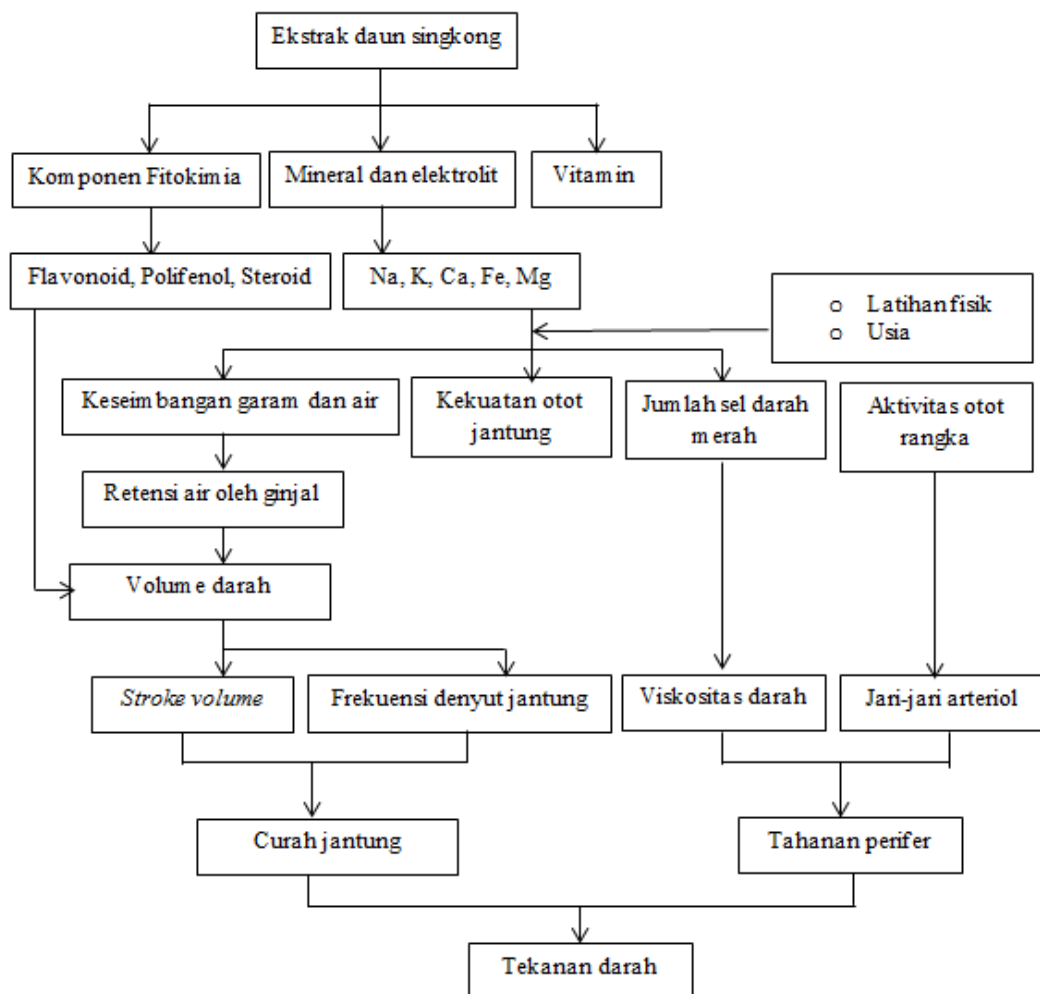 Ekstrak daun singkong
Komponen Fitokimia
Mineral dan elektrolit
Vitamin
Flavonoid, Polifenol, Steroid
Na, K, Ca, Fe, Mg
o Latihan fisik
o Usia
Keseimbangan garam dan air
Kekuatan otot
jantung
Jumlah sel darah
merah
Aktivitas otot
rangka
Retensi air oleh ginjal
Volume darah
Stroke volume
Frekuensi denyut jantung
Viskositas darah
Jari-jari arteriol
Curah jantung
Tahanan perifer
Tekanan darah